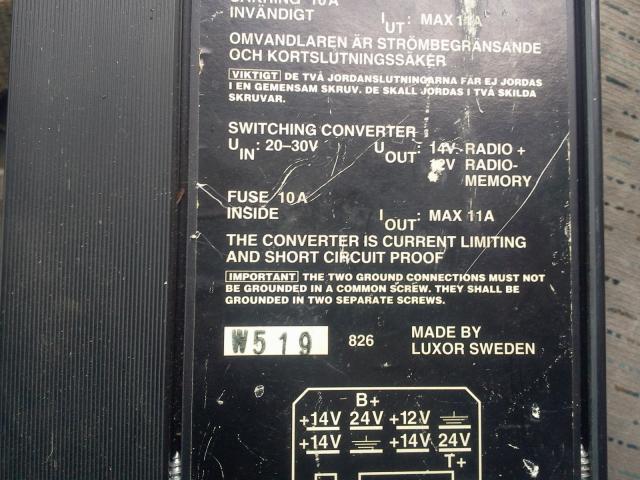 SÄKRING 10A
INVÄNDIGT I UT: MAX 11A
OMVANDLAREN ÄR STRÖMBEGRÄNSANDE
OCH KORTSLUTNINGSSÄKER
VIKTIGT DE TVÅ JORDANSLUTNINGARNA FÅR EJ JORDAS
I EN GEMENSAM SKRUV. DE SKALL JORDAS I TVÅ SKILDA
SKRUVAR.
SWITCHING CONVERTER
U IN: 20-30V U OUT: 14V-RADIO +
12V RADIO-
MEMORY
FUSE 10A
INSIDE I OUT: MAX 11A
THE CONVERTER IS CURRENT LIMITING
AND SHORT CIRCUIT PROOF
IMPORTANT THE TWO GROUND CONNECTIONS MUST NOT
BE GROUNDED IN A COMMON SCREW. THEY SHALL BE
GROUNDED IN TWO SEPARATE SCREWS.
W519 826 MADE BY
LUXOR SWEDEN
B+
+14V 24V +12V
+14V +14V 24V
T+